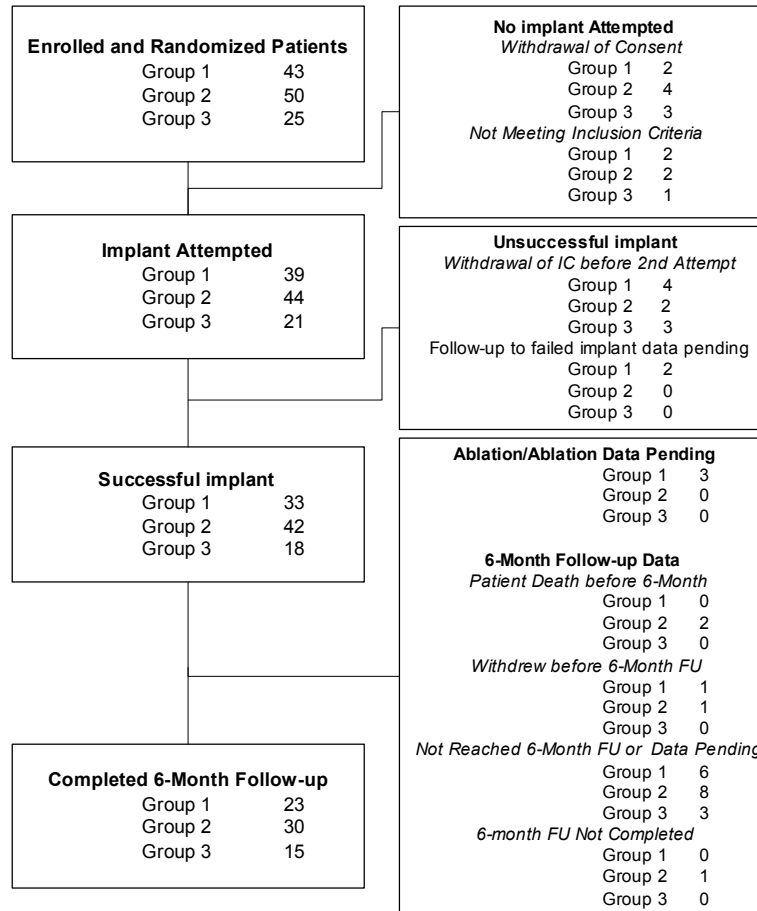 Enrolled and Randomized Patients
Group 1 43
Group 2 50
Group 3 25
No implant Attempted
Withdrawal of Consent
Group 1 2
Group 2 4
Group 3 3
Not Meeting Inclusion Criteria
Group 1 2
Group 2 2
Group 3 1
Implant Attempted
Group 1 39
Group 2 44
Group 3 21
Unsuccessful implant
Withdrawal of IC before 2nd Attempt
Group 1 4
Group 2 2
Group 3 3
Follow-up to failed implant data pending
Group 1 2
Group 2 0
Group 3 0
Successful implant
Group 1 33
Group 2 42
Group 3 18
Ablation/Ablation Data Pending
Group 1 3
Group 2 0
Group 3 0
6-Month Follow-up Data
Patient Death before 6-Month
Group 1 0
Group 2 2
Group 3 0
Withdrew before 6-Month FU
Group 1 1
Group 2 1
Group 3 0
Not Reached 6-Month FU or Data Pending
Group 1 6
Group 2 8
Group 3 3
6-month FU Not Completed
Group 1 0
Group 2 1
Group 3 0
Completed 6-Month Follow-up
Group 1 23
Group 2 30
Group 3 15